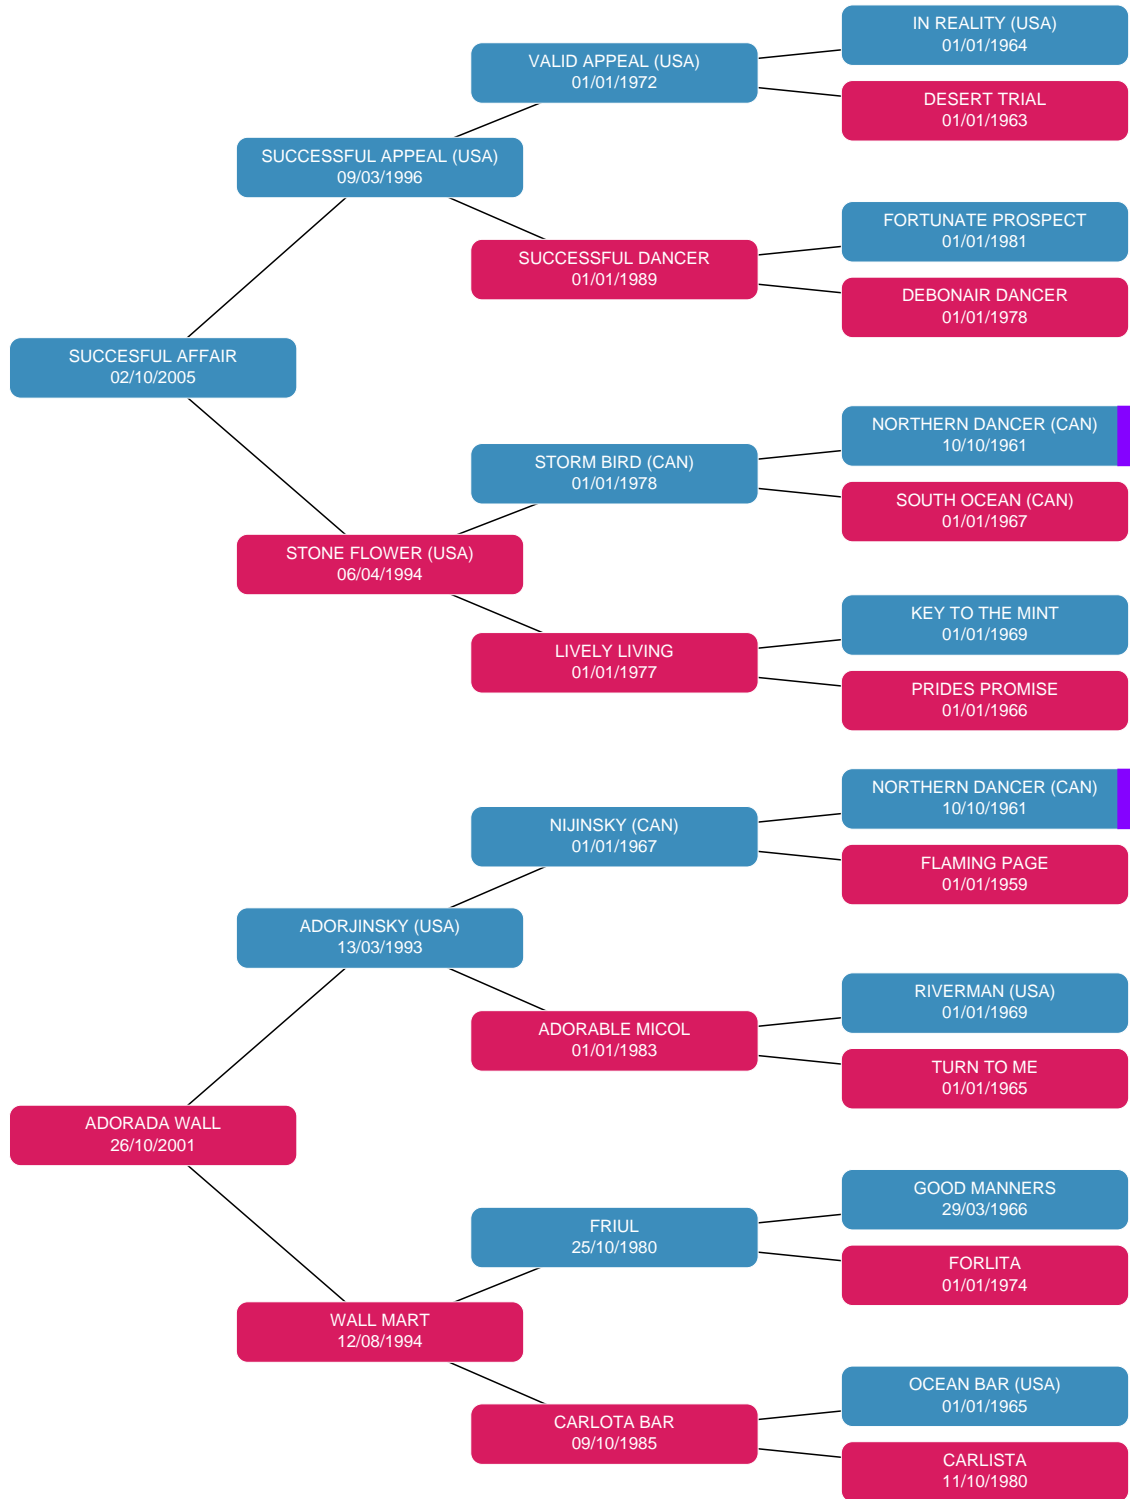 IN REALITY (USA)
01/01/1964
VALID APPEAL (USA)
01/01/1972
DESERT TRIAL
01/01/1963
SUCCESSFUL APPEAL (USA)
09/03/1996
FORTUNATE PROSPECT
01/01/1981
SUCCESSFUL DANCER
01/01/1989
DEBONAIR DANCER
01/01/1978
SUCCESFUL AFFAIR
02/10/2005
NORTHERN DANCER (CAN)
10/10/1961
STORM BIRD (CAN)
01/01/1978
SOUTH OCEAN (CAN)
01/01/1967
STONE FLOWER (USA)
06/04/1994
KEY TO THE MINT
01/01/1969
LIVELY LIVING
01/01/1977
PRIDES PROMISE
01/01/1966
NORTHERN DANCER (CAN)
10/10/1961
NIJINSKY (CAN)
01/01/1967
FLAMING PAGE
01/01/1959
ADORJINSKY (USA)
13/03/1993
RIVERMAN (USA)
01/01/1969
ADORABLE MICOL
01/01/1983
TURN TO ME
01/01/1965
ADORADA WALL
26/10/2001
GOOD MANNERS
29/03/1966
FRIUL
25/10/1980
FORLITA
01/01/1974
WALL MART
12/08/1994
OCEAN BAR (USA)
01/01/1965
CARLOTA BAR
09/10/1985
CARLISTA
11/10/1980